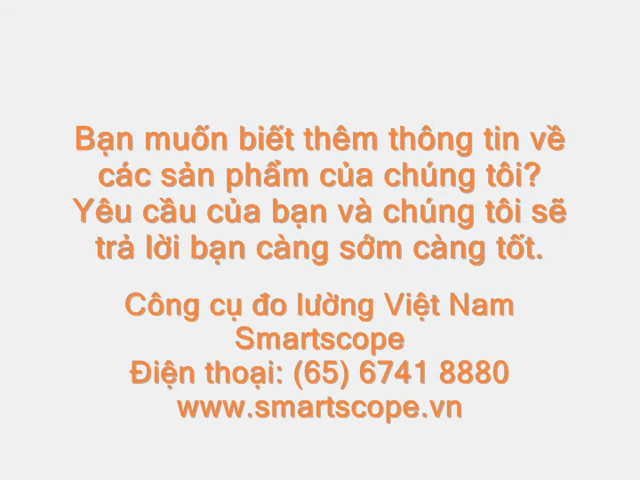 Bạn muốn biết thêm thông tin về
các sản phẩm của chúng tôi?
Yêu cầu của bạn và chúng tôi sẽ
trả lời bạn càng sớm càng tốt.
Công cụ đo lường Việt Nam
Smartscope
Điện thoại: (65) 6741 8880
www.smartscope.vn